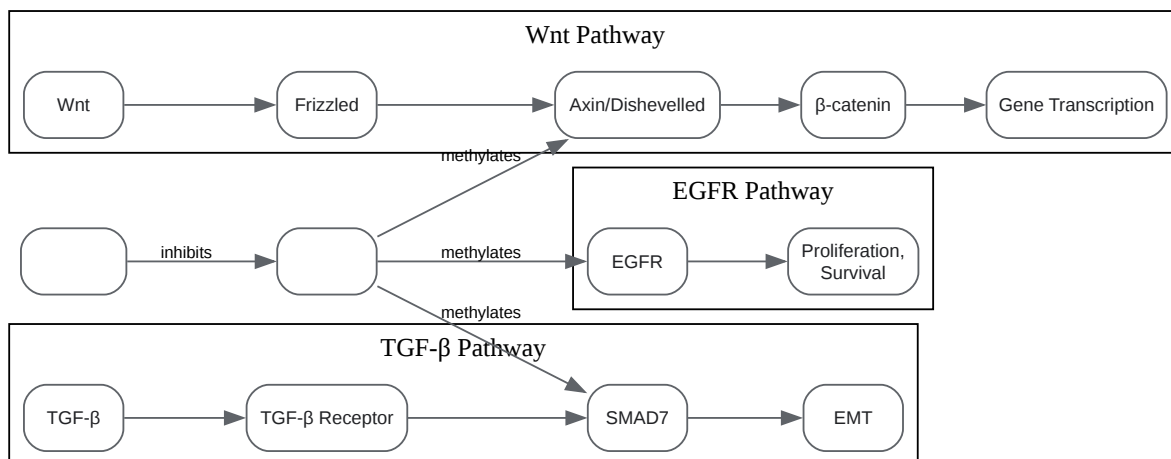 Wnt Pathway
Wnt
Frizzled
Axin/Dishevelled
β-catenin
Gene Transcription
methylates
EGFR Pathway
inhibits
methylates
EGFR
Proliferation,
Survival
methylates
TGF-β Pathway
TGF-β
TGF-β Receptor
SMAD7
EMT